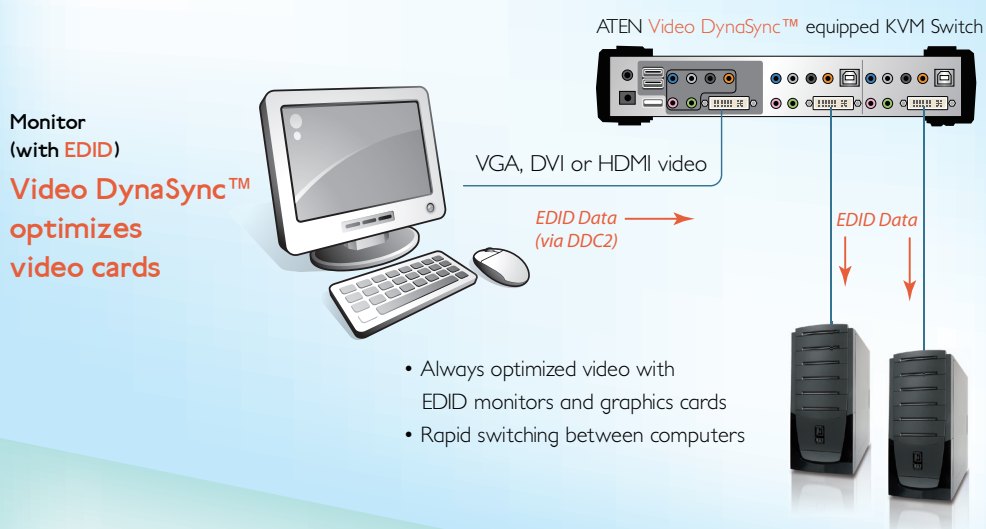 ATEN Video DynaSync™ equipped KVM Switch
Monitor
(with EDID)
Video DynaSync™
optimizes
video cards
VGA, DVI or HDMI video
EDID Data
(via DDC2)
EDID Data
• Always optimized video with
EDID monitors and graphics cards
• Rapid switching between computers